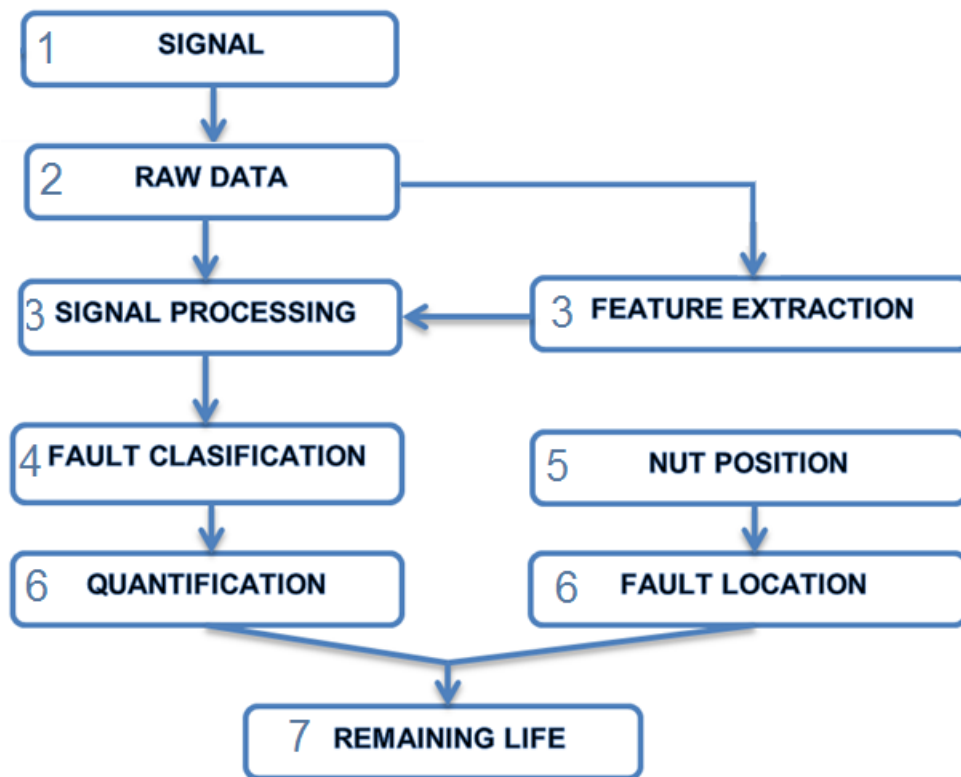 1 SIGNAL
2 RAW DATA
3 SIGNAL PROCESSING
3 FEATURE EXTRACTION
4 FAULT CLASIFICATION
5 NUT POSITION
6 QUANTIFICATION
6 FAULT LOCATION
7 REMAINING LIFE